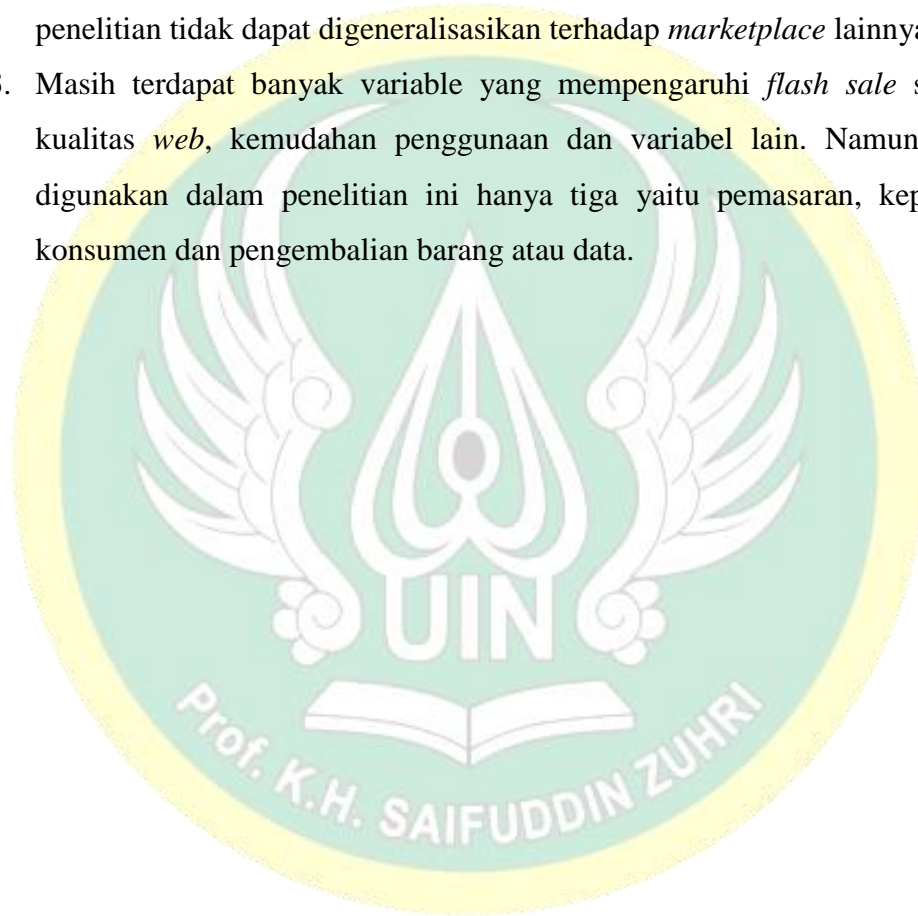 penelitian tidak dapat digeneralisasikan terhadap marketplace lainnya
3. Masih terdapat banyak variable yang mempengaruhi flash sale
kualitas web, kemudahan penggunaan dan variabel lain. Namun
digunakan dalam penelitian ini hanya tiga yaitu pemasaran,
konsumen dan pengembalian barang atau data.
UIN
Prof. K.H. SAIFUDDIN ZUHRI